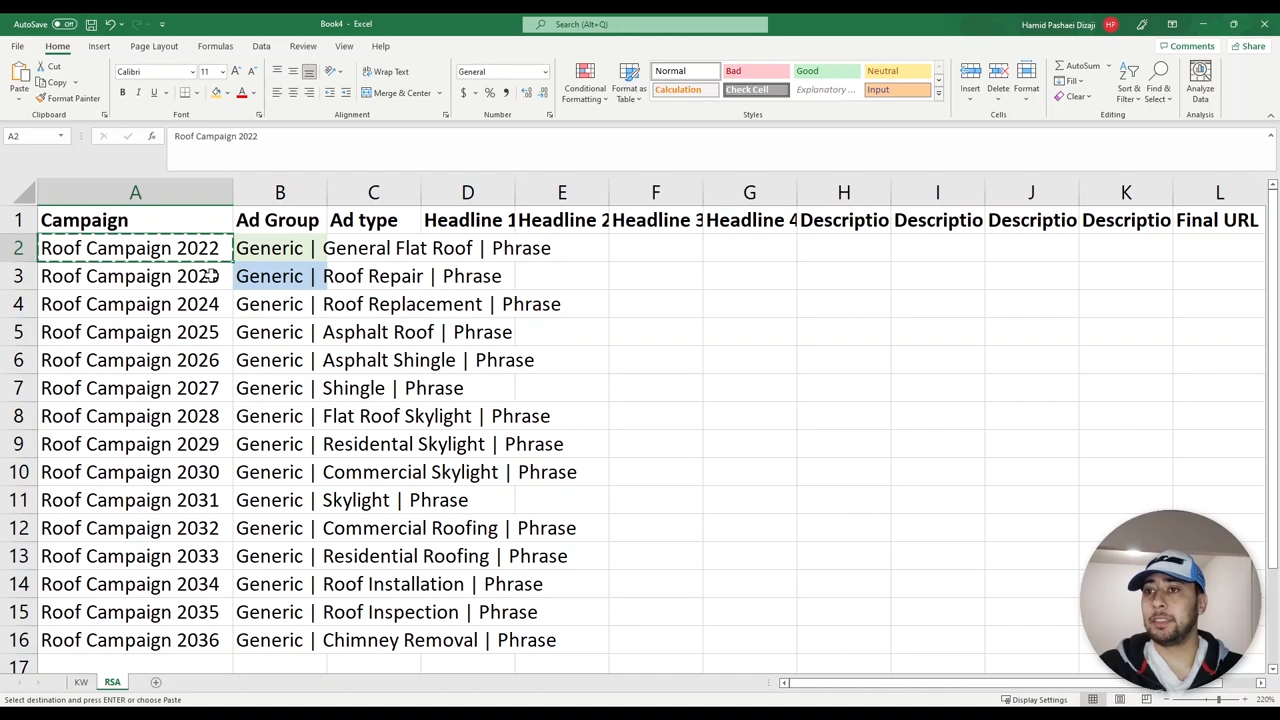 AutoSave Off Book4 - Excel Search (Alt+Q) Hamid Pashaei Dizaji HP
File Home Insert Page Layout Formulas Data Review View Help Comments Share
Paste Cut Copy Format Painter Clipboard
Calibri 11 B I U Font
Wrap Text Merge & Center Alignment
General $ % Number
Conditional Formatting Format as Table
Normal Bad Good Neutral
Calculation Check Cell Explanatory ... Input
Styles
Insert Delete Format Cells
AutoSum Fill Clear Sort & Filter Find & Select Editing
Analyze Data Analysis
A2 fx Roof Campaign 2022
A B C D E F G H I J K L
1 Campaign Ad Group Ad type Headline 1 Headline 2 Headline 3 Headline 4 Descriptio Descriptio Descriptio Descriptio Final URL
2 Roof Campaign 2022 Generic | General Flat Roof | Phrase
3 Roof Campaign 2023 Generic | Roof Repair | Phrase
4 Roof Campaign 2024 Generic | Roof Replacement | Phrase
5 Roof Campaign 2025 Generic | Asphalt Roof | Phrase
6 Roof Campaign 2026 Generic | Asphalt Shingle | Phrase
7 Roof Campaign 2027 Generic | Shingle | Phrase
8 Roof Campaign 2028 Generic | Flat Roof Skylight | Phrase
9 Roof Campaign 2029 Generic | Residental Skylight | Phrase
10 Roof Campaign 2030 Generic | Commercial Skylight | Phrase
11 Roof Campaign 2031 Generic | Skylight | Phrase
12 Roof Campaign 2032 Generic | Commercial Roofing | Phrase
13 Roof Campaign 2033 Generic | Residential Roofing | Phrase
14 Roof Campaign 2034 Generic | Roof Installation | Phrase
15 Roof Campaign 2035 Generic | Roof Inspection | Phrase
16 Roof Campaign 2036 Generic | Chimney Removal | Phrase
17
KW RSA
Select destination and press ENTER or choose Paste Display Settings 220%